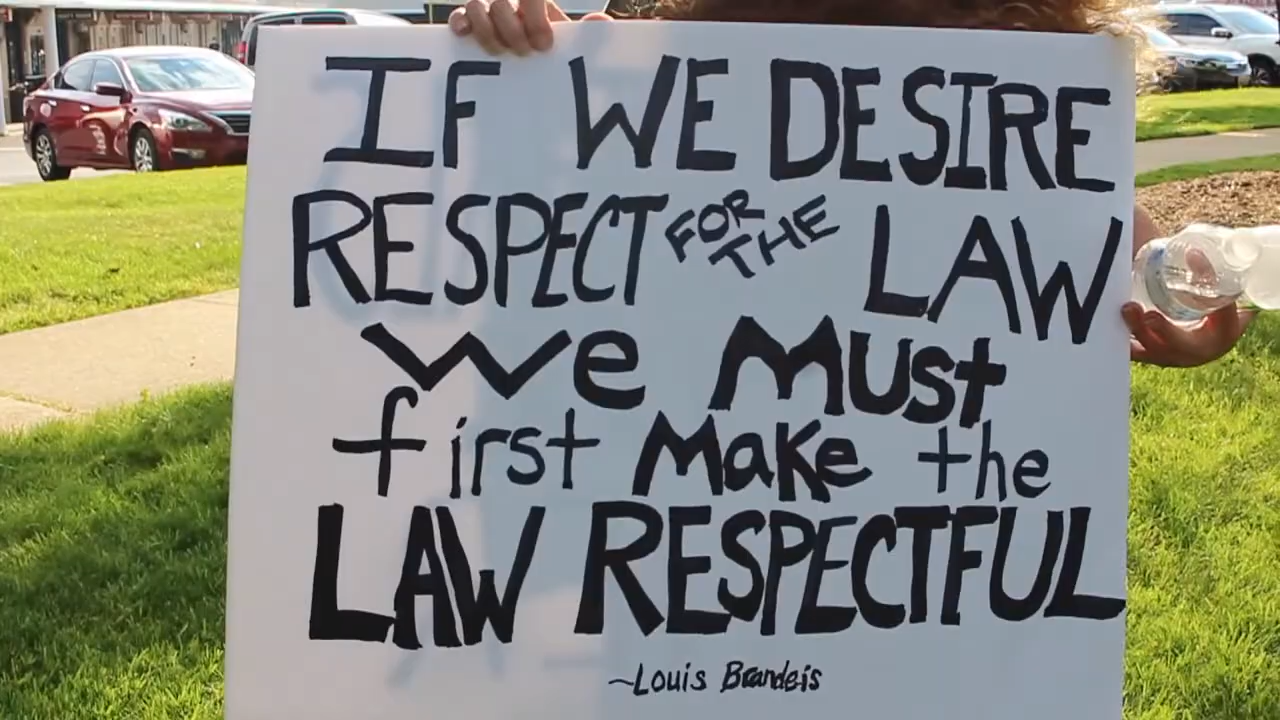 IF WE DESIRE
RESPECT FOR THE LAW
We Must
first Make the
LAW RESPECTFUL
~Louis Brandeis